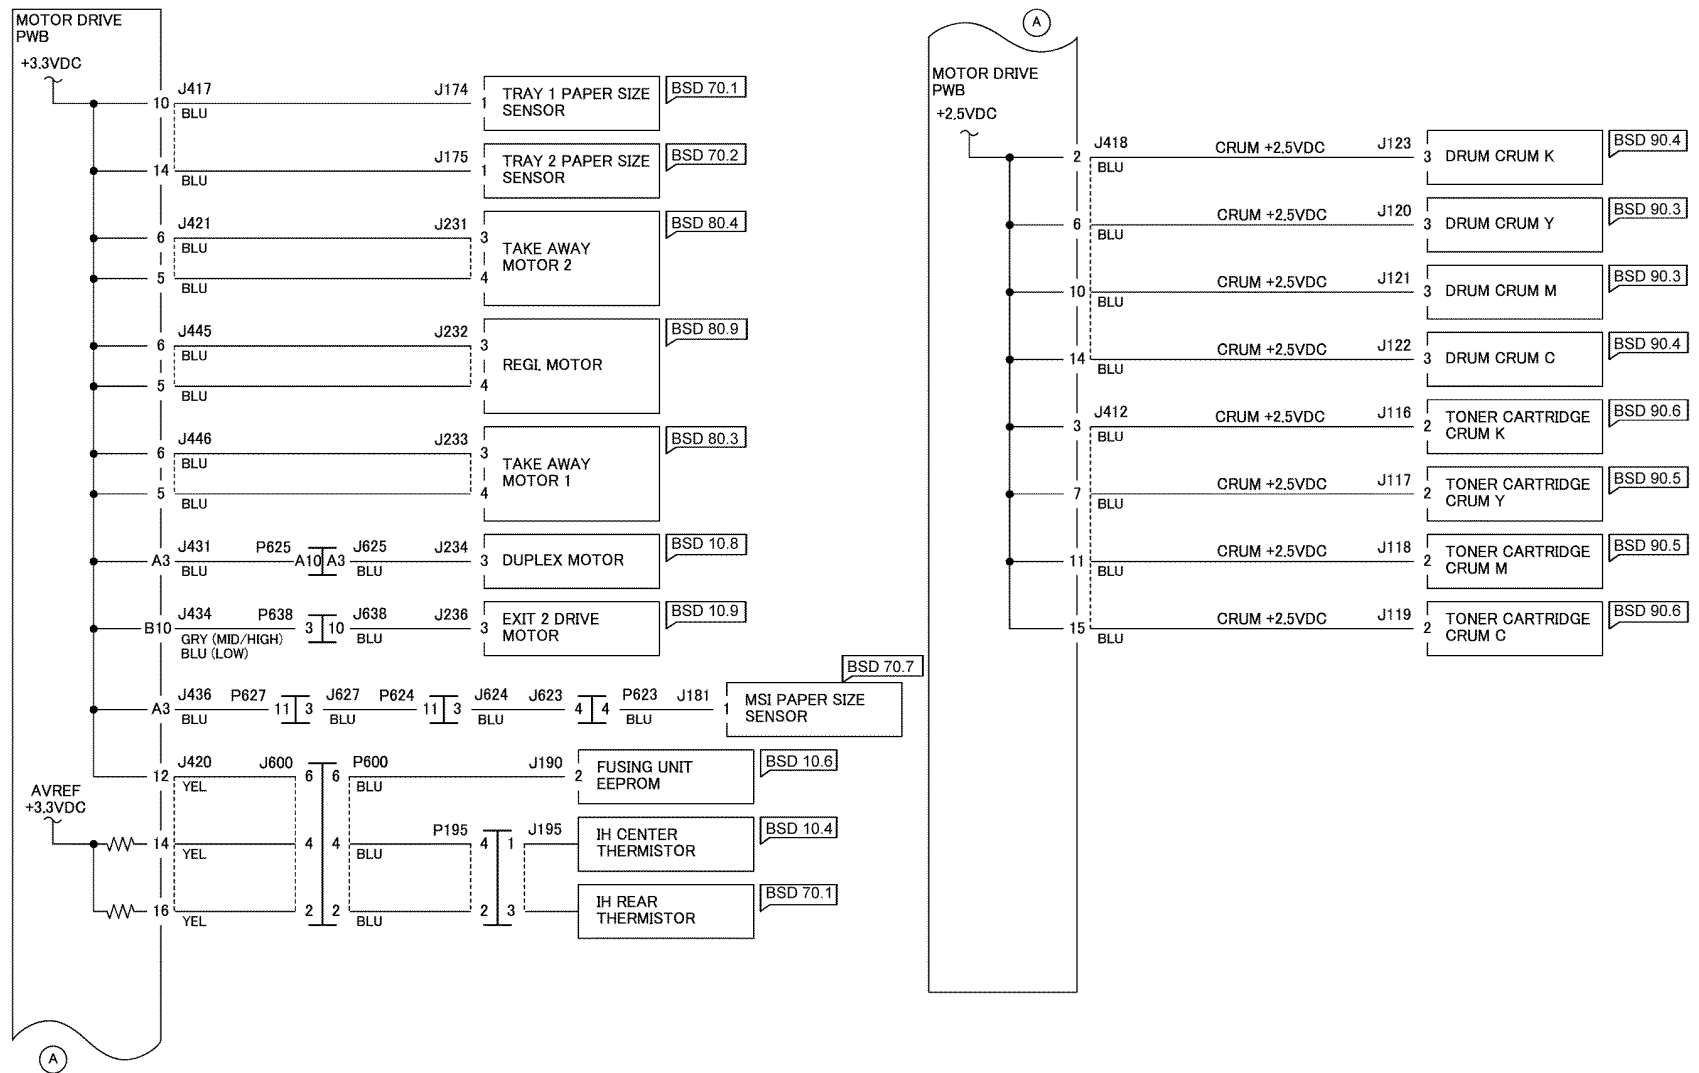 MOTOR DRIVE
PWB
+3.3VDC
10 J417 BLU J174 1
TRAY 1 PAPER SIZE
SENSOR
BSD 70.1
14 BLU J175 1
TRAY 2 PAPER SIZE
SENSOR
BSD 70.2
6 J421 BLU J231 3
5 BLU 4
TAKE AWAY
MOTOR 2
BSD 80.4
6 J445 BLU J232 3
5 BLU 4
REGI. MOTOR
BSD 80.9
6 J446 BLU J233 3
5 BLU 4
TAKE AWAY
MOTOR 1
BSD 80.3
A3 J431 BLU P625 A10 A3 J625 BLU J234 3
DUPLEX MOTOR
BSD 10.8
B10 J434 P638 3 10 J638 BLU J236 3
GRY (MID/HIGH)
BLU (LOW)
EXIT 2 DRIVE
MOTOR
BSD 10.9
A3 J436 BLU P627 11 3 J627 BLU P624 11 3 J624 BLU J623 4 4 P623 BLU J181 1
MSI PAPER SIZE
SENSOR
BSD 70.7
12 J420 YEL J600 6 6 P600 BLU J190 2
FUSING UNIT
EEPROM
BSD 10.6
AVREF
+3.3VDC
14 YEL 4 4 BLU P195 4 1 J195
IH CENTER
THERMISTOR
BSD 10.4
16 YEL 2 2 BLU 2 3
IH REAR
THERMISTOR
BSD 70.1
A
A
MOTOR DRIVE
PWB
+2.5VDC
2 J418 BLU CRUM +2.5VDC J123 3
DRUM CRUM K
BSD 90.4
6 BLU CRUM +2.5VDC J120 3
DRUM CRUM Y
BSD 90.3
10 BLU CRUM +2.5VDC J121 3
DRUM CRUM M
BSD 90.3
14 BLU CRUM +2.5VDC J122 3
DRUM CRUM C
BSD 90.4
3 J412 BLU CRUM +2.5VDC J116 2
TONER CARTRIDGE
CRUM K
BSD 90.6
7 BLU CRUM +2.5VDC J117 2
TONER CARTRIDGE
CRUM Y
BSD 90.5
11 BLU CRUM +2.5VDC J118 2
TONER CARTRIDGE
CRUM M
BSD 90.5
15 BLU CRUM +2.5VDC J119 2
TONER CARTRIDGE
CRUM C
BSD 90.6